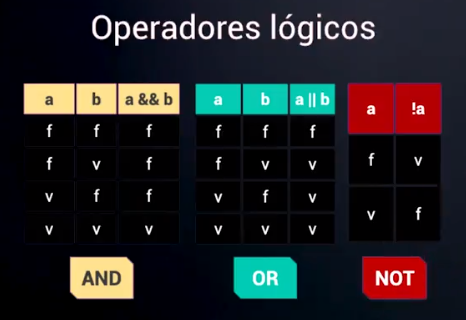 Operadores lógicos
a b a && b
f f f
f v f
v f f
v v v
AND
a b a || b
f f f
f v v
v f v
v v v
OR
a !a
f v
v f
NOT